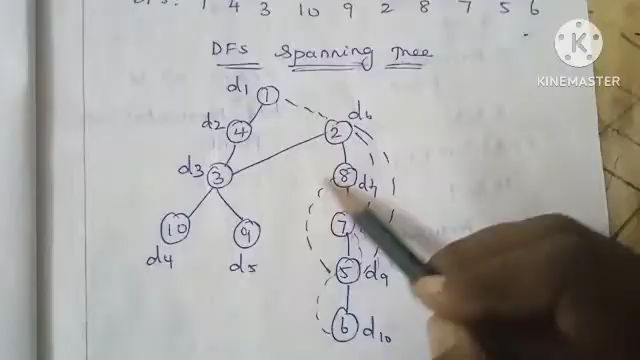 DFS: 1 4 3 10 9 2 8 7 5 6
K
KINEMASTER
DFS Spanning Tree
d1 1
d2 4 2 d6
d3 3 8 d7
10 9 7
d4 d5 5 d9
6 d10